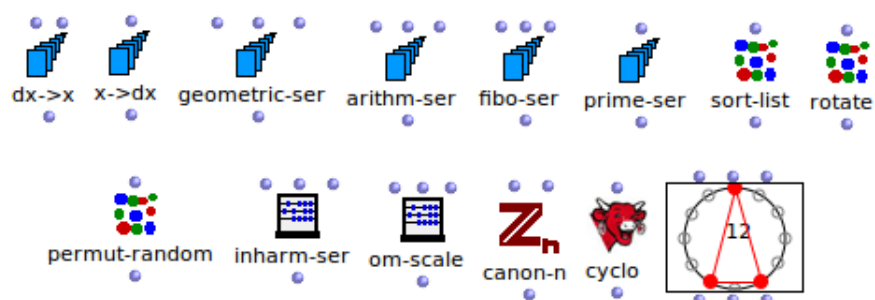 dx->x x->dx geometric-ser arithm-ser fibo-ser prime-ser sort-list rotate
12
permut-random inharm-ser om-scale canon-n cyclo
Zn